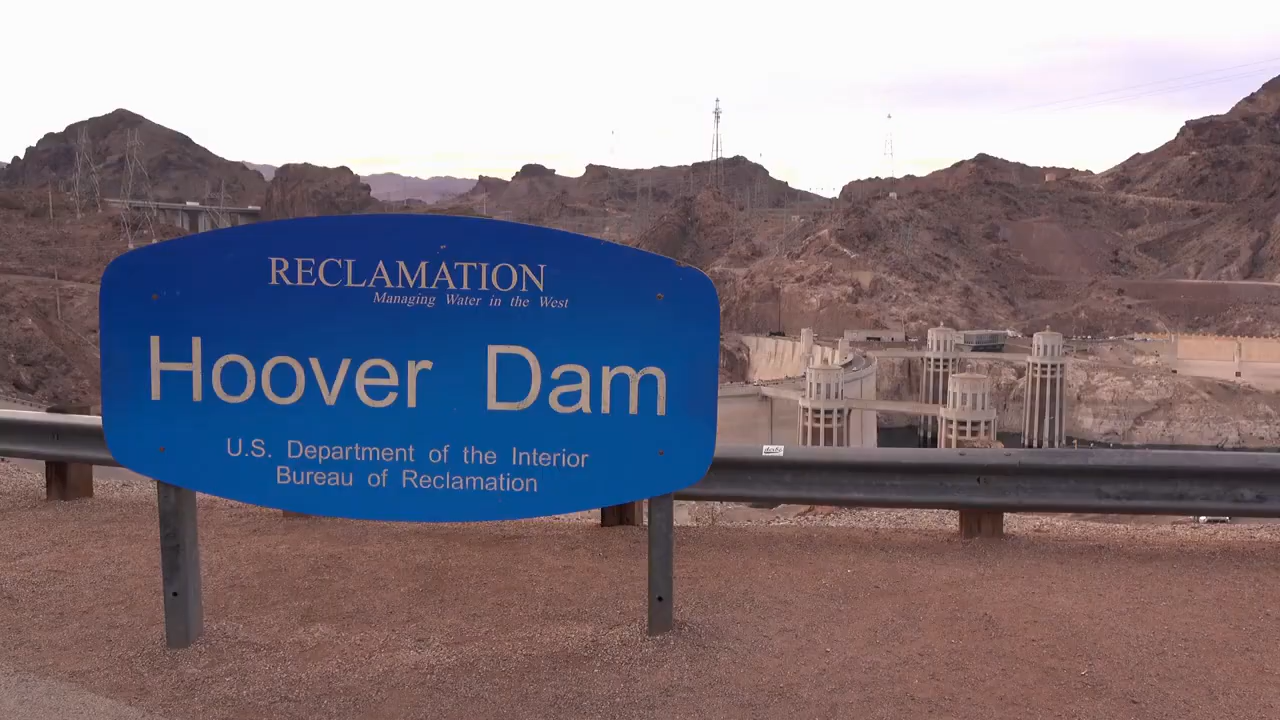 RECLAMATION
Managing Water in the West
Hoover Dam
U.S. Department of the Interior
Bureau of Reclamation